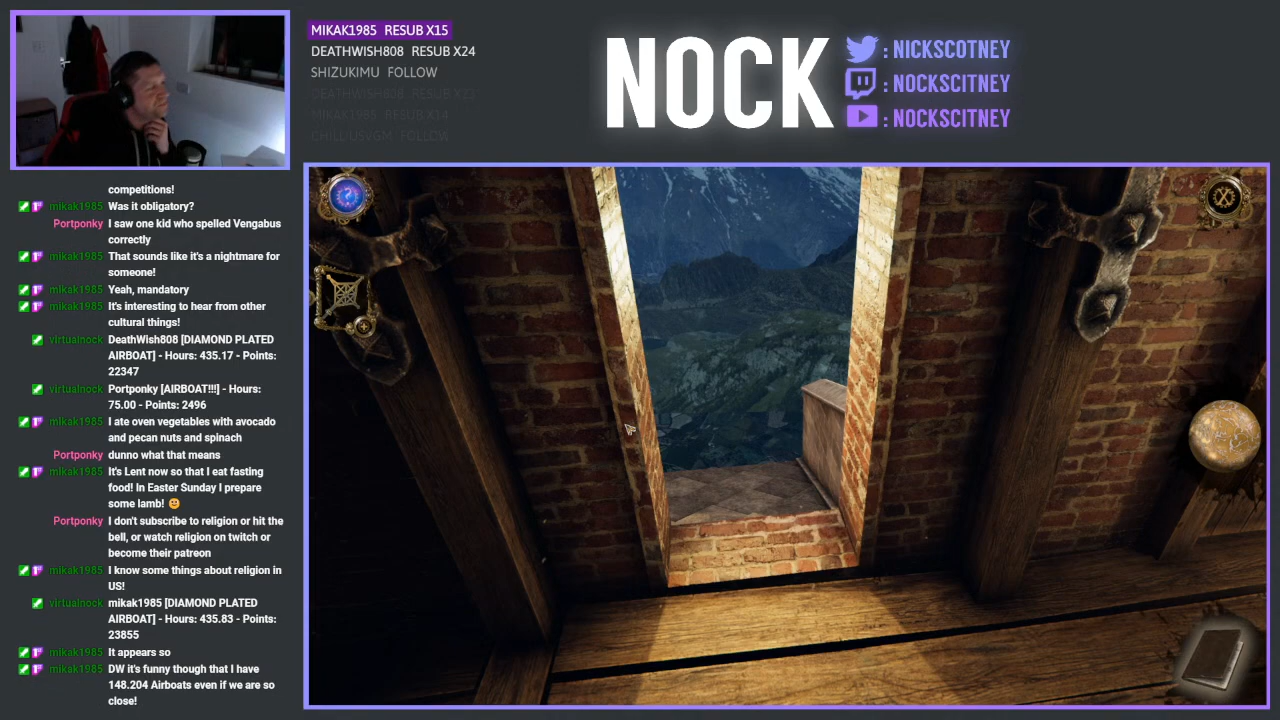 MIKAK1985 RESUB X15
DEATHWISH808 RESUB X24
SHIZUKIMU FOLLOW
MIKAK1985 RESUB X14
NOCK
: NICKSCOTNEY
: NOCKSCITNEY
: NOCKSCITNEY
competitions!
mikak1985 Was it obligatory?
Portponky I saw one kid who spelled Vengabus
correctly
mikak1985 That sounds like it's a nightmare for
someone!
mikak1985 Yeah, mandatory
mikak1985 It's interesting to hear from other
cultural things!
virtualnock DeathWish808 [DIAMOND PLATED
AIRBOAT] - Hours: 435.17 - Points:
22347
virtualnock Portponky [AIRBOAT!!!] - Hours:
75.00 - Points: 2496
mikak1985 I ate oven vegetables with avocado
and pecan nuts and spinach
Portponky dunno what that means
mikak1985 It's Lent now so that I eat fasting
food! In Easter Sunday I prepare
some lamb! 🙂
Portponky I don't subscribe to religion or hit the
bell, or watch religion on twitch or
become their patreon
mikak1985 I know some things about religion in
US!
virtualnock mikak1985 [DIAMOND PLATED
AIRBOAT] - Hours: 435.83 - Points:
23855
mikak1985 It appears so
mikak1985 DW it's funny though that I have
148.204 Airboats even if we are so
close!